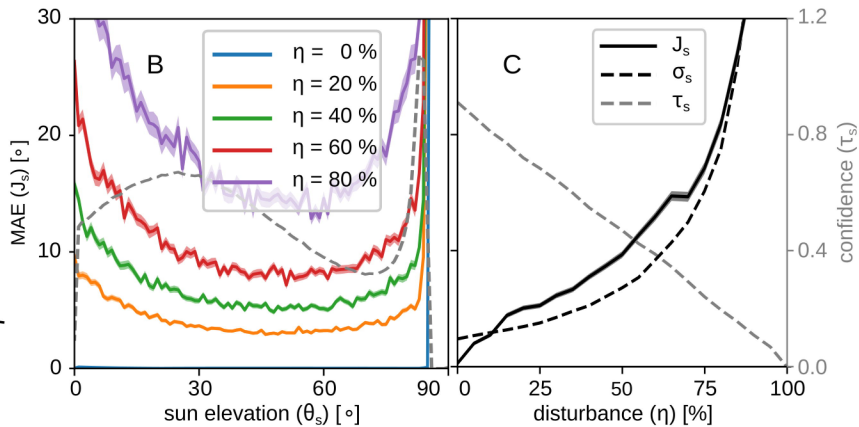 30
20
10
0
MAE (Jₛ) [∘]
B
η = 0 %
η = 20 %
η = 40 %
η = 60 %
η = 80 %
0
30
60
90
sun elevation (θₛ) [∘]
C
Jₛ
σₛ
τₛ
1.2
0.8
0.4
0.0
confidence (τₛ)
0
25
50
75
100
disturbance (η) [%]